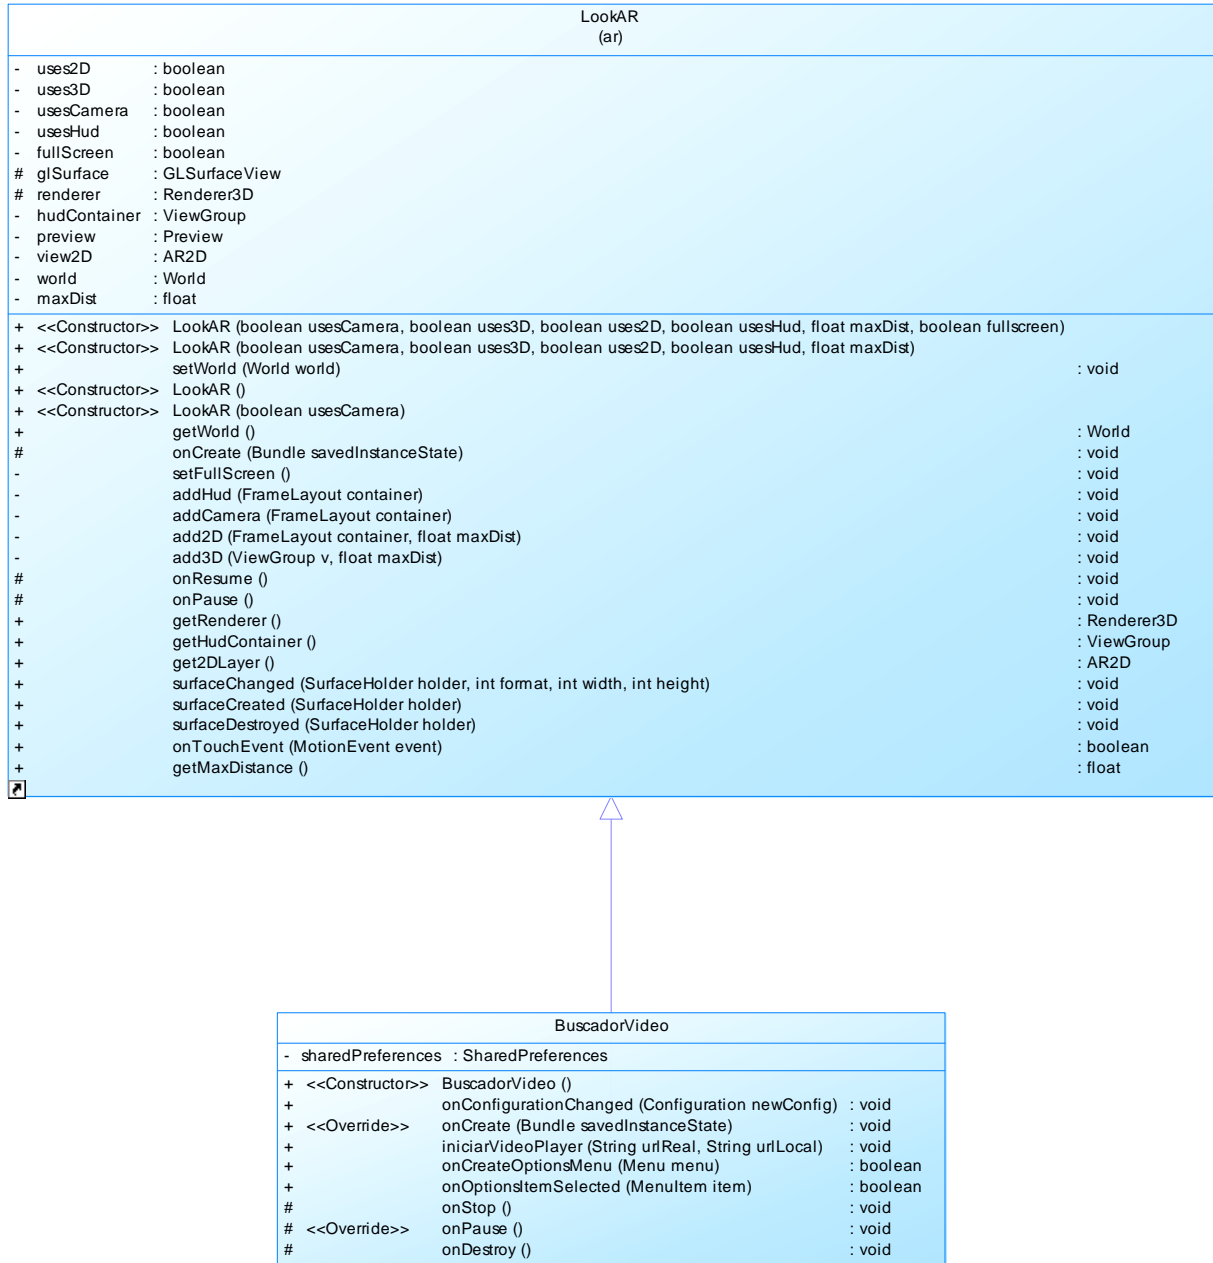 LookAR
(ar)
- uses2D : boolean
- uses3D : boolean
- usesCamera : boolean
- usesHud : boolean
- fullScreen : boolean
# glSurface : GLSurfaceView
# renderer : Renderer3D
- hudContainer : ViewGroup
- preview : Preview
- view2D : AR2D
- world : World
- maxDist : float
+ <<Constructor>> LookAR (boolean usesCamera, boolean uses3D, boolean uses2D, boolean usesHud, float maxDist, boolean fullscreen)
+ <<Constructor>> LookAR (boolean usesCamera, boolean uses3D, boolean uses2D, boolean usesHud, float maxDist)
+ setWorld (World world) : void
+ <<Constructor>> LookAR ()
+ <<Constructor>> LookAR (boolean usesCamera)
+ getWorld () : World
# onCreate (Bundle savedInstanceState) : void
- setFullScreen () : void
- addHud (FrameLayout container) : void
- addCamera (FrameLayout container) : void
- add2D (FrameLayout container, float maxDist) : void
- add3D (ViewGroup v, float maxDist) : void
# onResume () : void
# onPause () : void
+ getRenderer () : Renderer3D
+ getHudContainer () : ViewGroup
+ get2DLayer () : AR2D
+ surfaceChanged (SurfaceHolder holder, int format, int width, int height) : void
+ surfaceCreated (SurfaceHolder holder) : void
+ surfaceDestroyed (SurfaceHolder holder) : void
+ onTouchEvent (MotionEvent event) : boolean
+ getMaxDistance () : float
BuscadorVideo
- sharedPreferences : SharedPreferences
+ <<Constructor>> BuscadorVideo ()
+ onConfigurationChanged (Configuration newConfig) : void
+ <<Override>> onCreate (Bundle savedInstanceState) : void
+ iniciarVideoPlayer (String urlReal, String urlLocal) : void
+ onCreateOptionsMenu (Menu menu) : boolean
+ onOptionsItemSelected (MenuItem item) : boolean
# onStop () : void
# <<Override>> onPause () : void
# onDestroy () : void